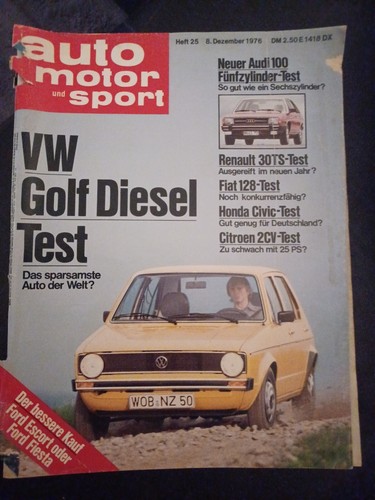 auto
motor
und sport
Heft 25 8. Dezember 1976 DM 2.50 E 1418 DX
Neuer Audi 100
Fünfzylinder-Test
So gut wie ein Sechszylinder?
Renault 30TS-Test
Ausgereift im neuen Jahr?
Fiat 128-Test
Noch konkurrenzfähig?
Honda Civic-Test
Gut genug für Deutschland?
Citroen 2CV-Test
Zu schwach mit 25 PS?
VW
Golf Diesel
Test
Das sparsamste
Auto der Welt?
WOB NZ 50
Der bessere Kauf
Ford Escort oder
Ford Fiesta